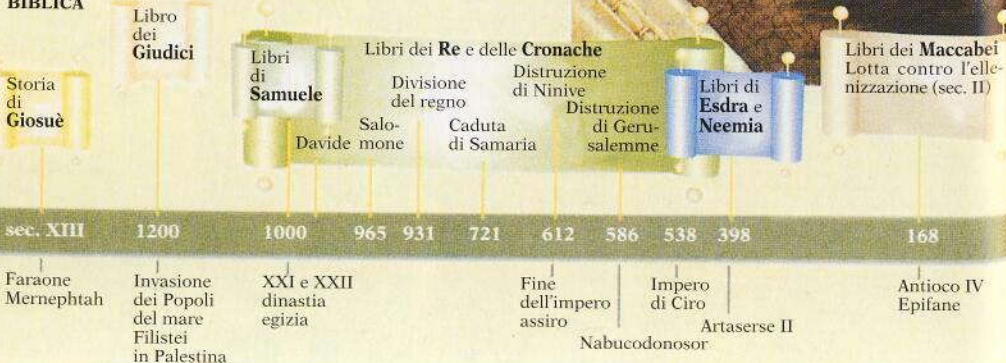 BIBLICA
Storia
di
Giosuè
Libro
dei
Giudici
Libri
di
Samuele
Libri dei Re e delle Cronache
Davide
Salo-
mone
Divisione
del regno
Caduta
di Samaria
Distruzione
di Ninive
Distruzione
di Geru-
salemme
Libri di
Esdra e
Neemia
Libri dei Maccabei
Lotta contro l'elle-
nizzazione (sec. II)
sec. XIII 1200 1000 965 931 721 612 586 538 398 168
Faraone
Mernephtah
Invasione
dei Popoli
del mare
Filistei
in Palestina
XXI e XXII
dinastia
egizia
Fine
dell'impero
assiro
Nabucodonosor
Impero
di Ciro
Artaserse II
Antioco IV
Epifane